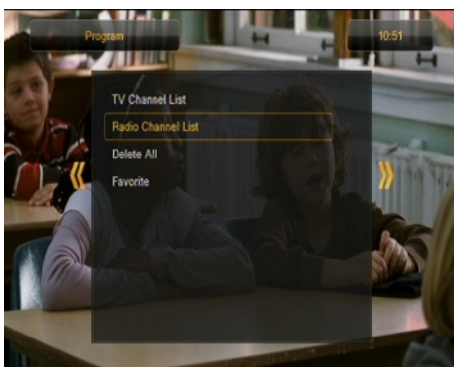 Program
10:51
TV Channel List
Radio Channel List
Delete All
Favorite